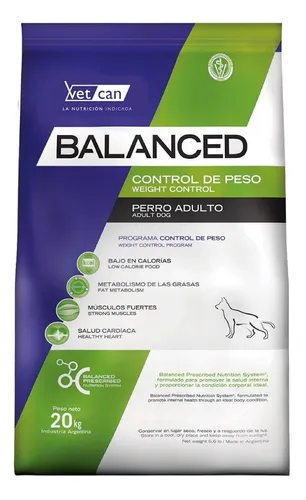 vet can
LA NUTRICIÓN INDICADA
BALANCED
CONTROL DE PESO
WEIGHT CONTROL
PERRO ADULTO
ADULT DOG
PROGRAMA CONTROL DE PESO
WEIGHT CONTROL PROGRAM
kcal
BAJO EN CALORÍAS
LOW-CALORIE FOOD
METABOLISMO DE LAS GRASAS
FAT METABOLISM
MÚSCULOS FUERTES
STRONG MUSCLES
SALUD CARDÍACA
HEALTHY HEART
BALANCED
PRESCRIBED
NUTRITION SYSTEM
Balanced Prescribed Nutrition System®,
formulado para promover la salud interna
y proporcionar la condición corporal ideal.
Balanced Prescribed Nutrition System®, formulated to
promote internal health through an ideal body condition.
Peso neto
20kg
Industria Argentina
Conservar en lugar seco, fresco y a resguardo de la luz.
Store in a cool, dry place and keep away from sunlight.
Net weight 6.6 lb / Made in Argentina